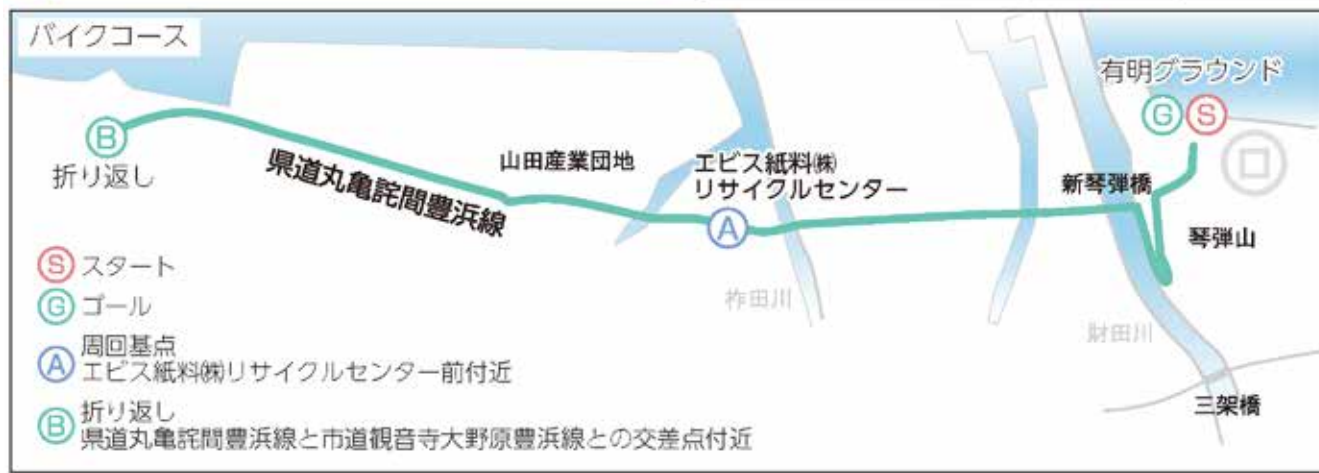 バイクコース
有明グラウンド
G S
B
折り返し
県道丸亀詫間豊浜線
山田産業団地
エビス紙料㈱
リサイクルセンター
A
新琴弾橋
琴弾山
柞田川
財田川
三架橋
S スタート
G ゴール
A 周回基点
エビス紙料㈱リサイクルセンター前付近
B 折り返し
県道丸亀詫間豊浜線と市道観音寺大野原豊浜線との交差点付近